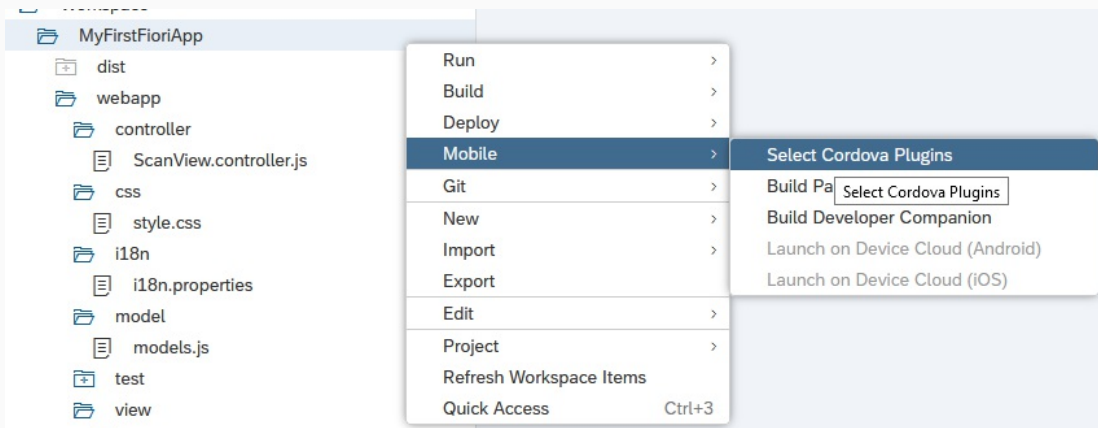 MyFirstFioriApp
dist
webapp
controller
ScanView.controller.js
css
style.css
i18n
i18n.properties
model
models.js
test
view
Run
Build
Deploy
Mobile
Git
New
Import
Export
Edit
Project
Refresh Workspace Items
Quick Access Ctrl+3
Select Cordova Plugins
Build Pa
Select Cordova Plugins
Build Developer Companion
Launch on Device Cloud (Android)
Launch on Device Cloud (iOS)